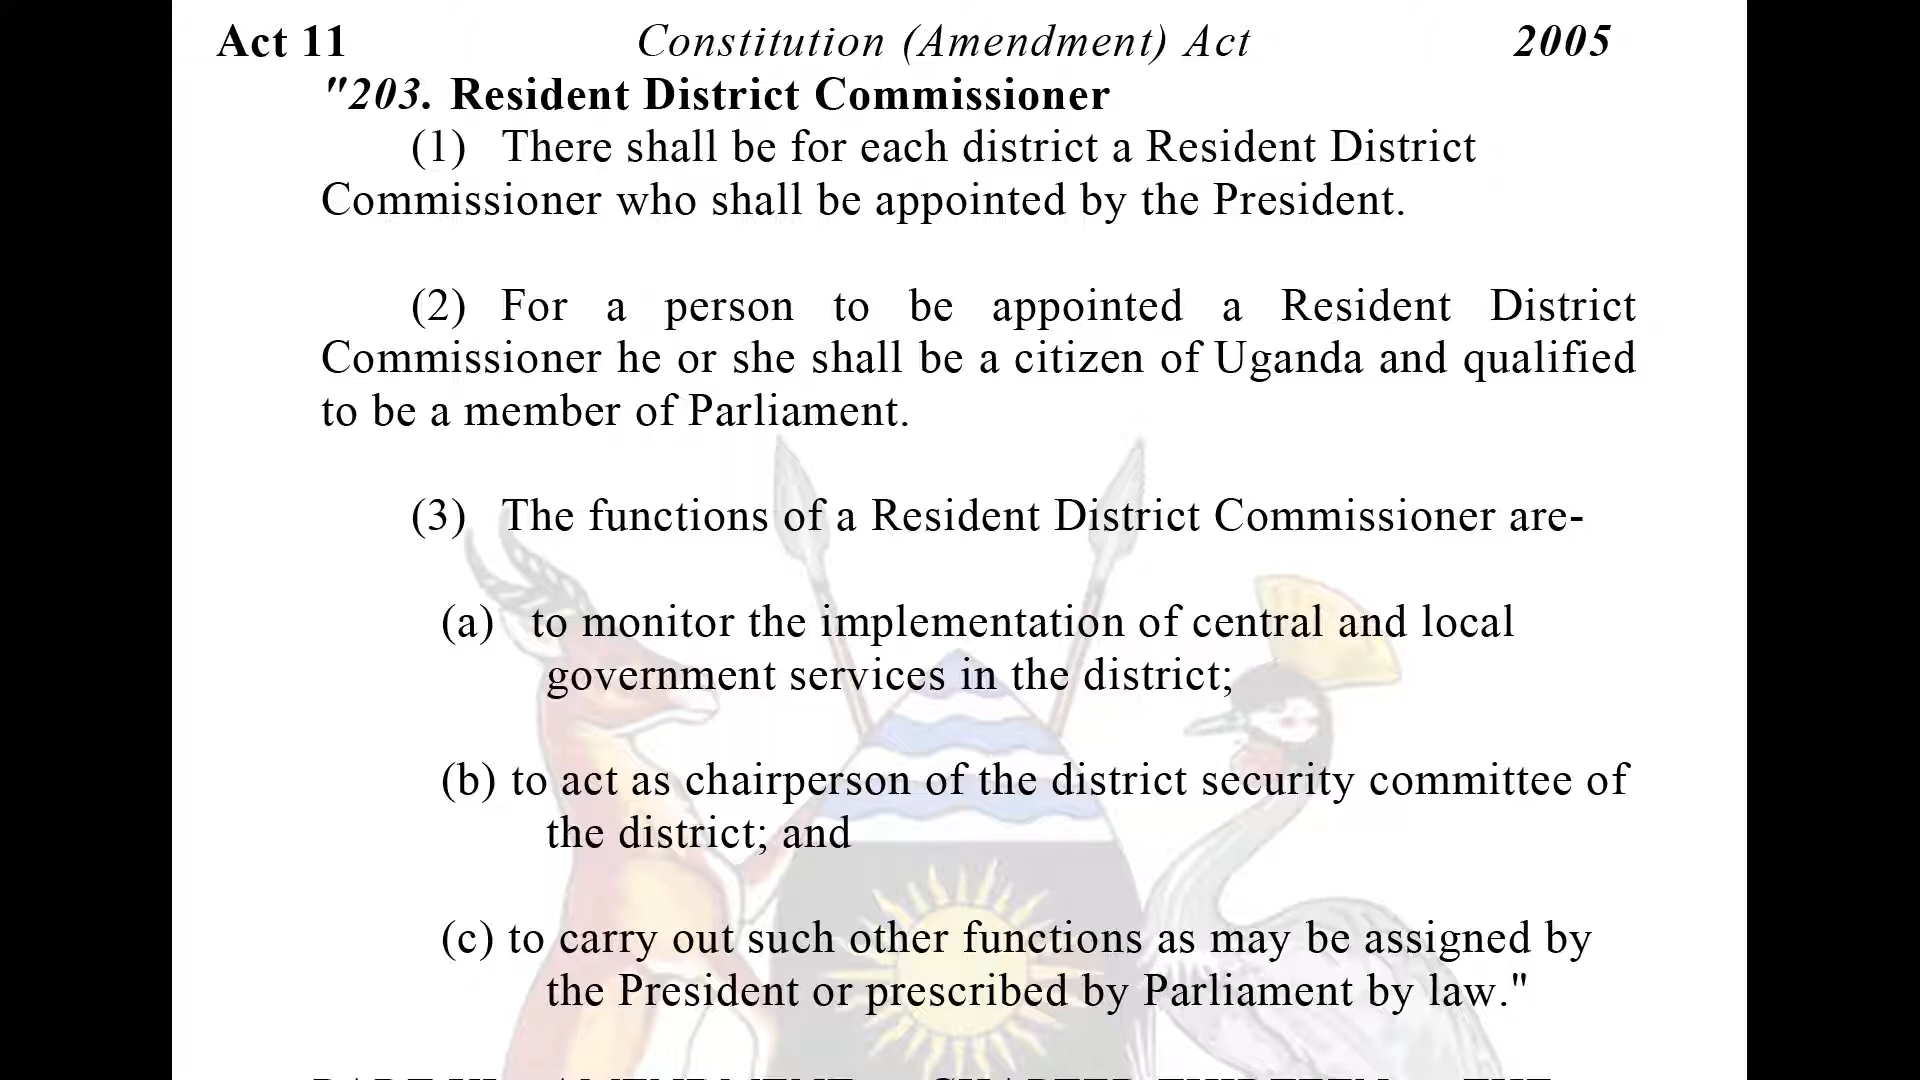 Act 11 Constitution (Amendment) Act 2005
"203. Resident District Commissioner
(1) There shall be for each district a Resident District
Commissioner who shall be appointed by the President.
(2) For a person to be appointed a Resident District
Commissioner he or she shall be a citizen of Uganda and qualified
to be a member of Parliament.
(3) The functions of a Resident District Commissioner are-
(a) to monitor the implementation of central and local
government services in the district;
(b) to act as chairperson of the district security committee of
the district; and
(c) to carry out such other functions as may be assigned by
the President or prescribed by Parliament by law."